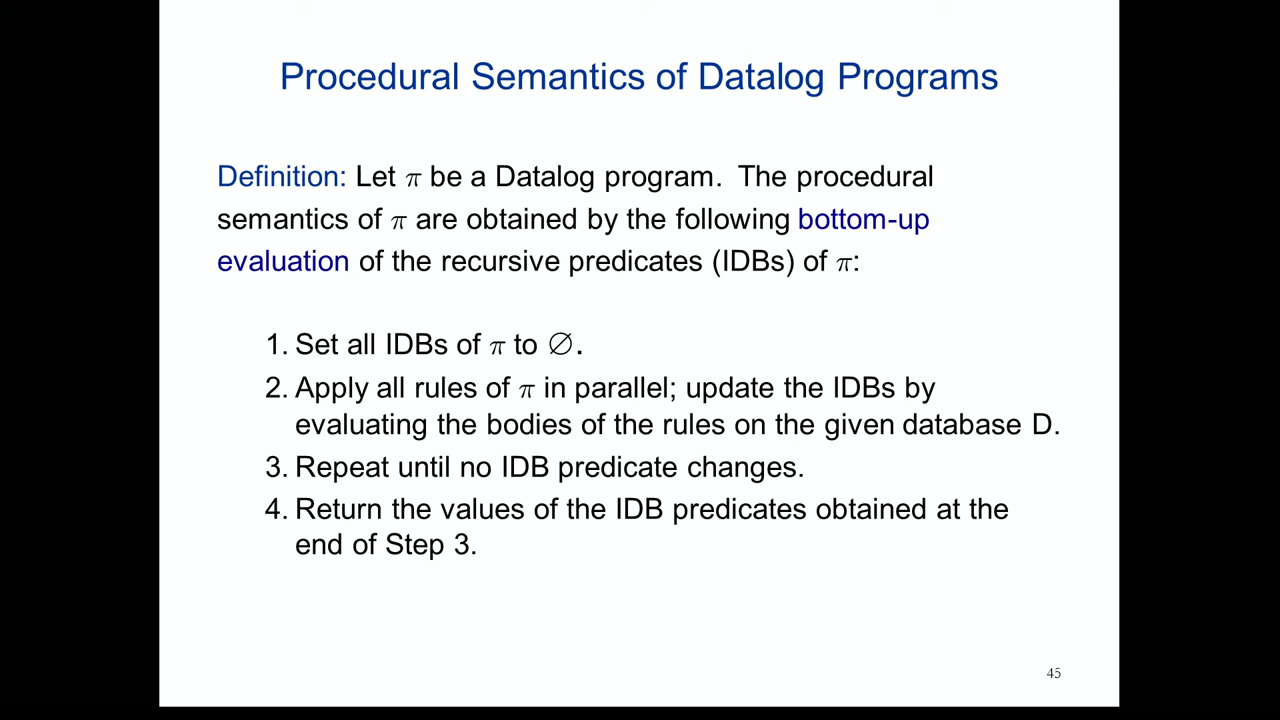 Procedural Semantics of Datalog Programs
Definition: Let π be a Datalog program. The procedural
semantics of π are obtained by the following bottom-up
evaluation of the recursive predicates (IDBs) of π:
1. Set all IDBs of π to ∅.
2. Apply all rules of π in parallel; update the IDBs by
evaluating the bodies of the rules on the given database D.
3. Repeat until no IDB predicate changes.
4. Return the values of the IDB predicates obtained at the
end of Step 3.
45